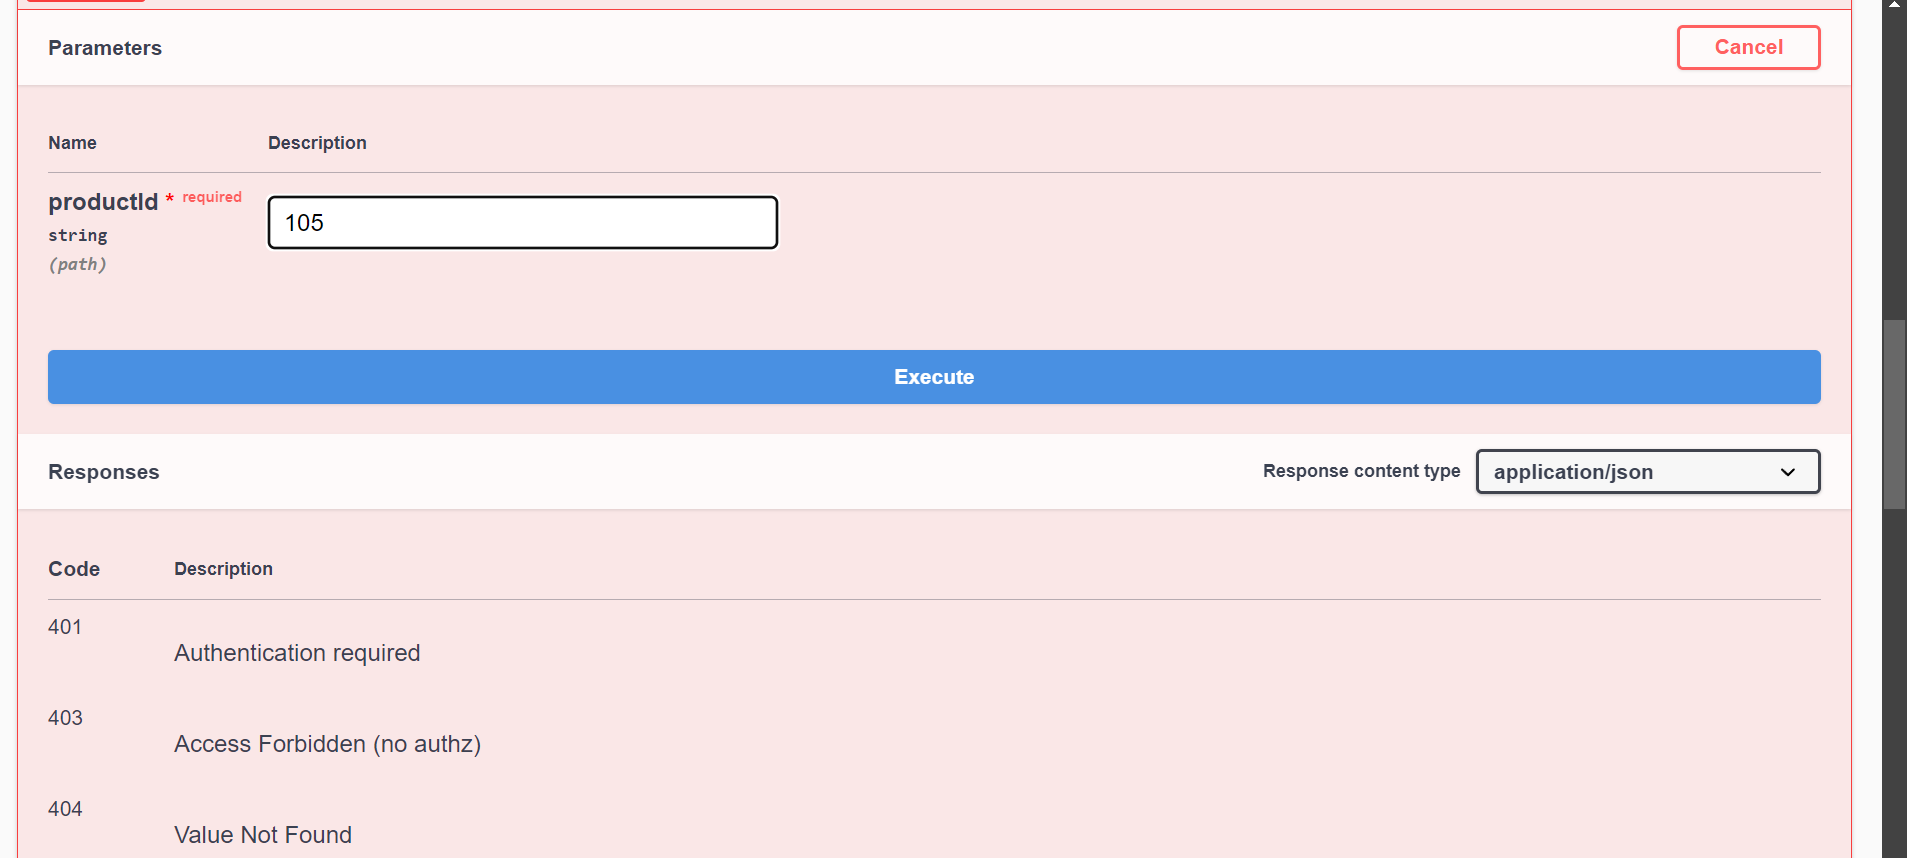 Parameters
Cancel
Name Description
productId * required
string
(path)
105
Execute
Responses
Response content type application/json
Code Description
401
Authentication required
403
Access Forbidden (no authz)
404
Value Not Found